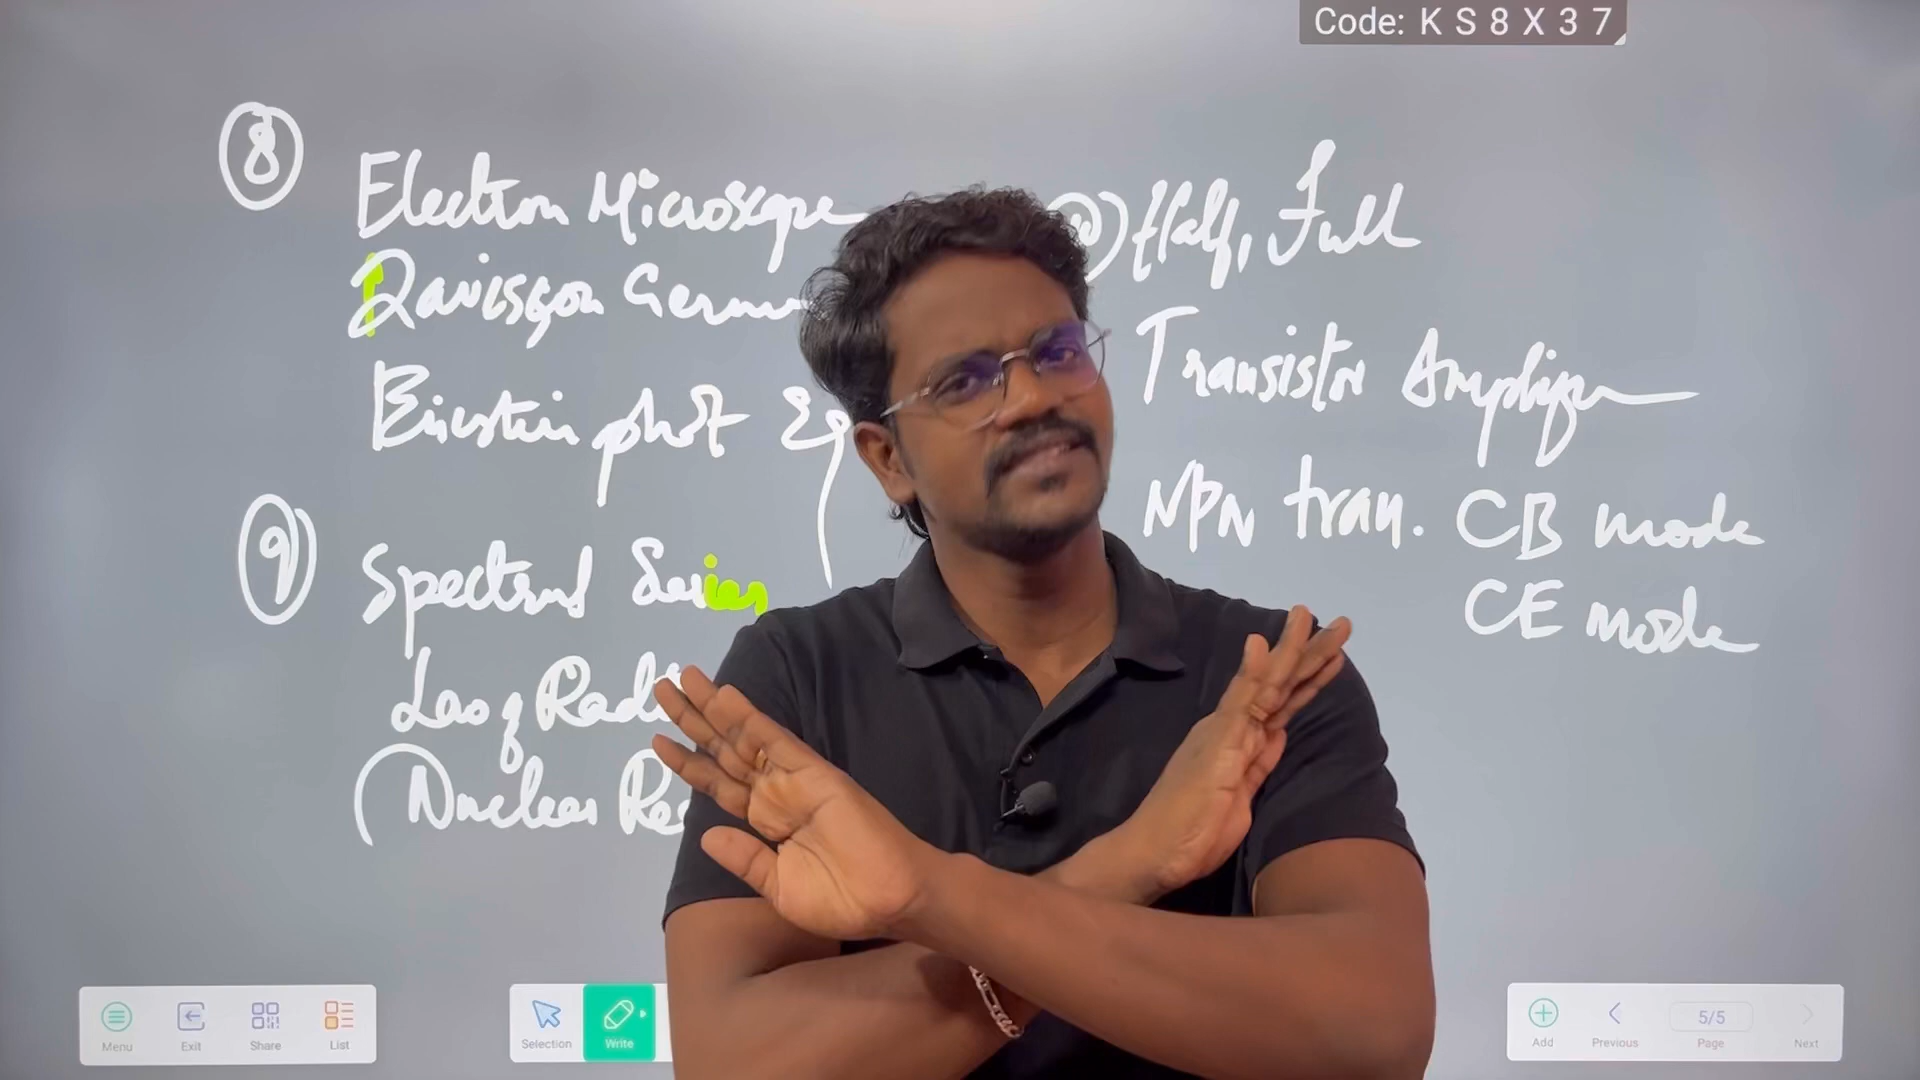 Code: K S 8 X 3 7
8
Electron Microscope
Davisson Germ
Einstein phot Eq
9
Spectral Series
Law of Radi
Nuclear Rea
Half, Full
Transistor Amplifier
NPN tran. CB mode
CE mode
Menu
Exit
Share
List
Selection
Write
Add
Previous
5/5
Page
Next